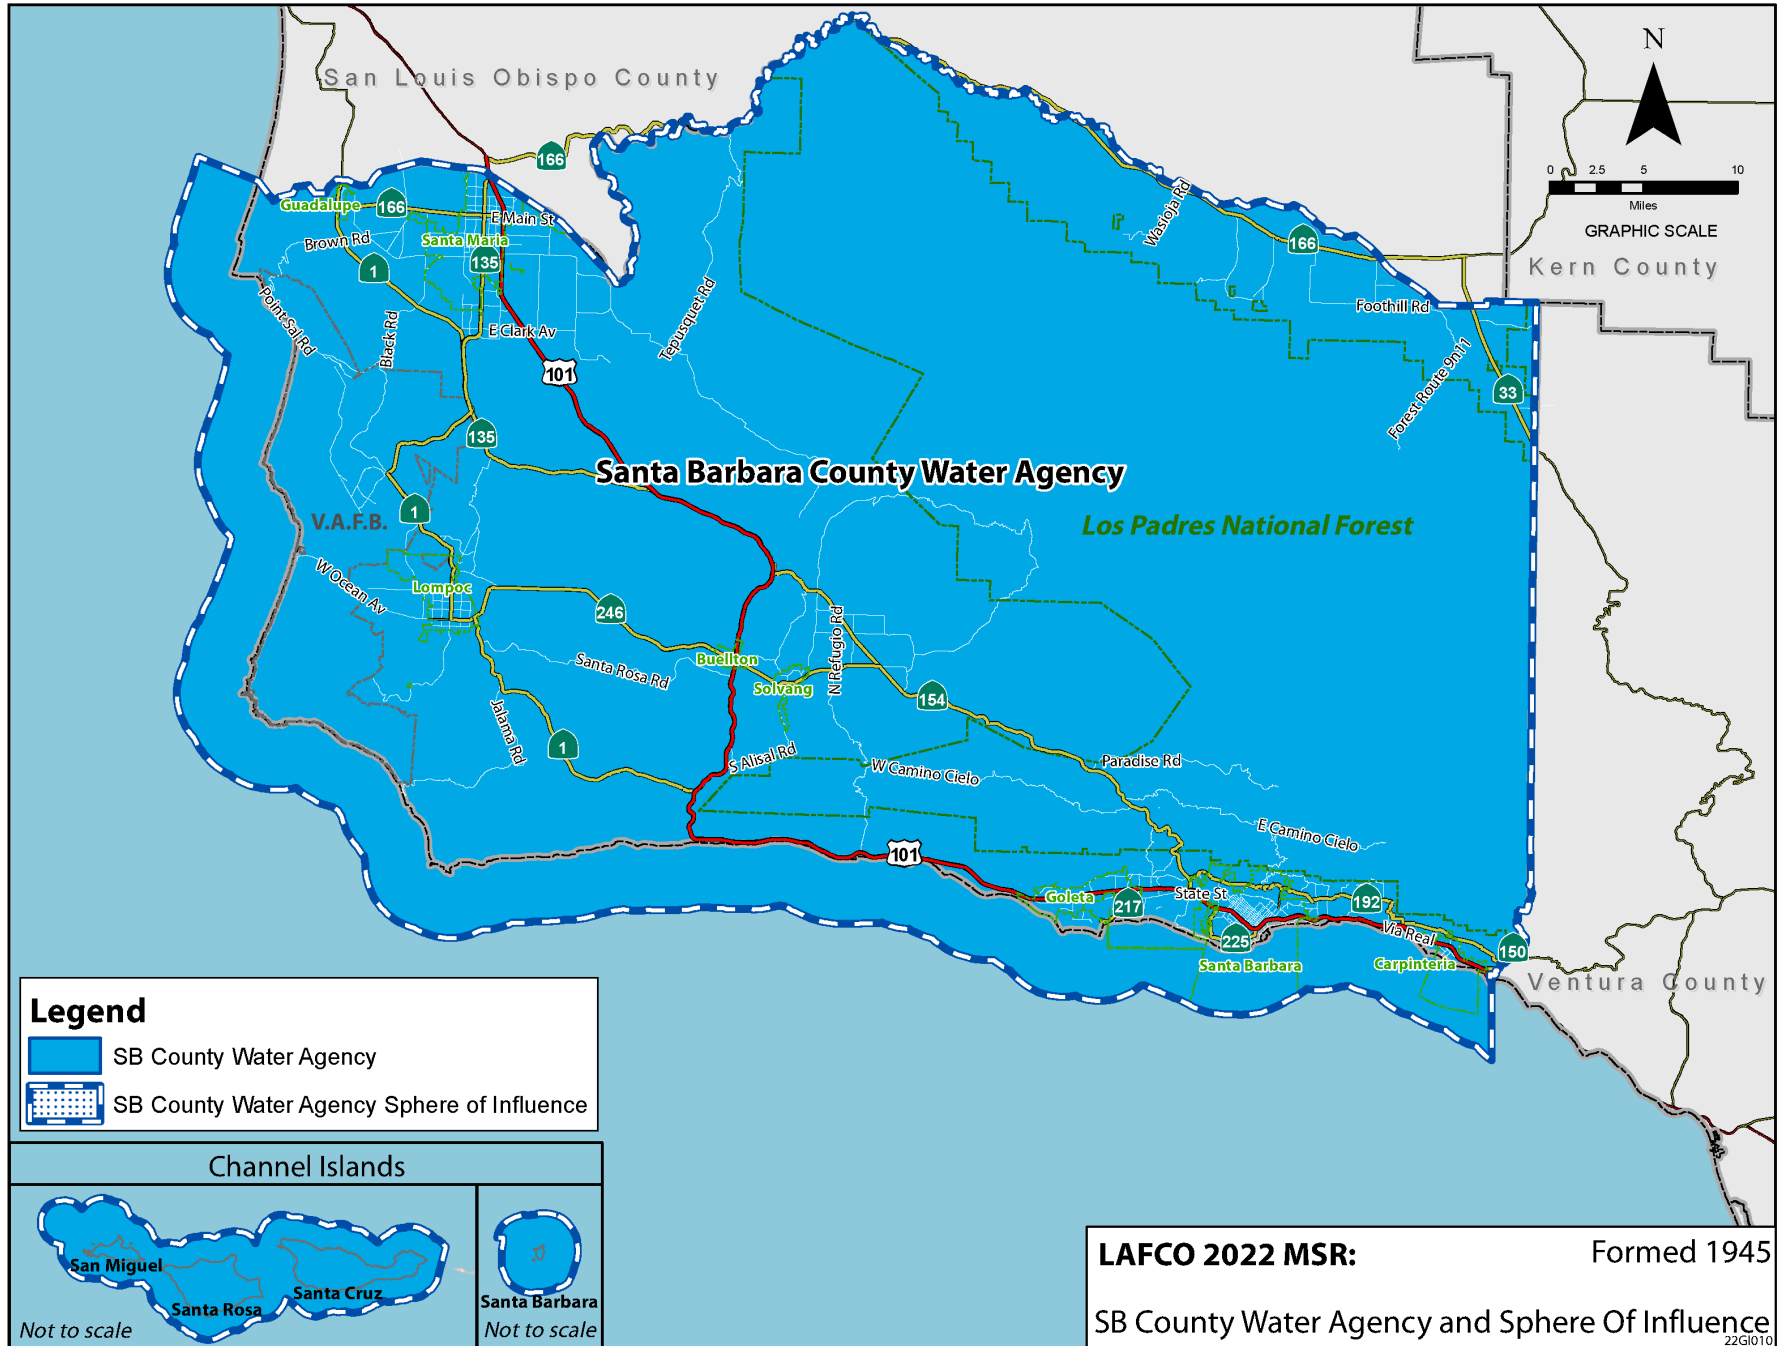 San Louis Obispo County
N
0 2.5 5 10
Miles
GRAPHIC SCALE
Kern County
166
Guadalupe
166
E Main St
Santa Maria
Brown Rd
135
1
Wasioja Rd
166
Foothill Rd
Point Sal Rd
Black Rd
E Clark Av
Tepusquet Rd
101
Forest Route 9n11
33
135
Santa Barbara County Water Agency
1
V.A.F.B.
Los Padres National Forest
W Ocean Av
Lompoc
246
N Refugio Rd
Santa Rosa Rd
Buellton
Solvang
154
Jalama Rd
1
S Alisal Rd
W Camino Cielo
Paradise Rd
E Camino Cielo
101
Goleta
217
State St
192
225
Via Real
150
Santa Barbara
Carpinteria
Ventura County
Legend
SB County Water Agency
SB County Water Agency Sphere of Influence
Channel Islands
San Miguel
Santa Rosa
Santa Cruz
Not to scale
Santa Barbara
Not to scale
LAFCO 2022 MSR: Formed 1945
SB County Water Agency and Sphere Of Influence
22GI010